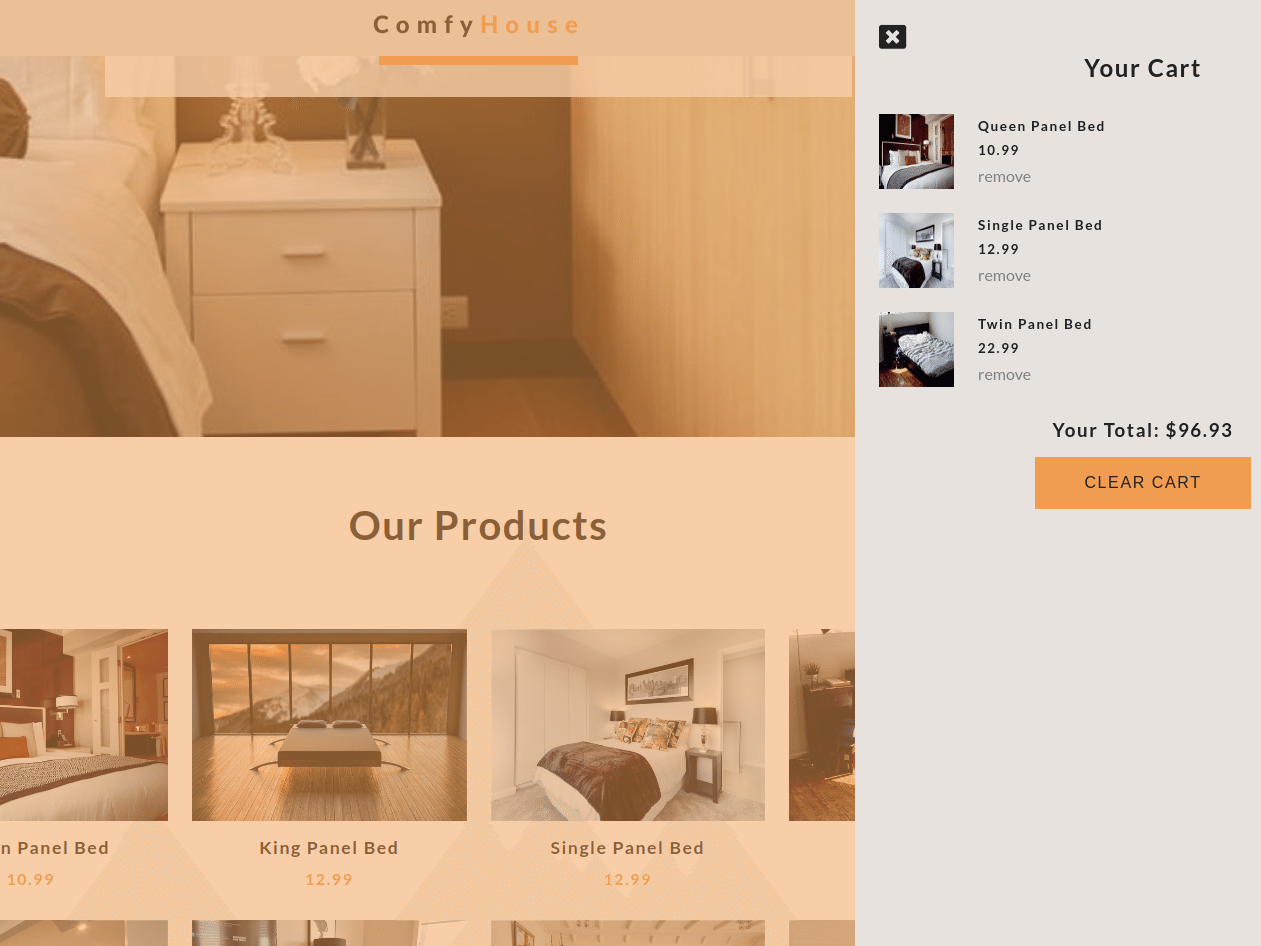 ComfyHouse
Your Cart
Queen Panel Bed
10.99
remove
Single Panel Bed
12.99
remove
Twin Panel Bed
22.99
remove
Your Total: $96.93
CLEAR CART
Our Products
n Panel Bed
10.99
King Panel Bed
12.99
Single Panel Bed
12.99